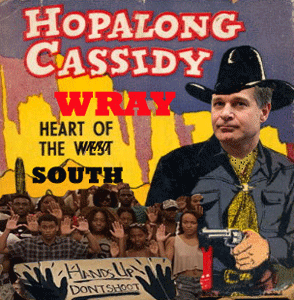 HOPALONG
CASSIDY
WRAY
HEART OF
THE WEST
SOUTH
HANDS UP
DON'T SHOOT